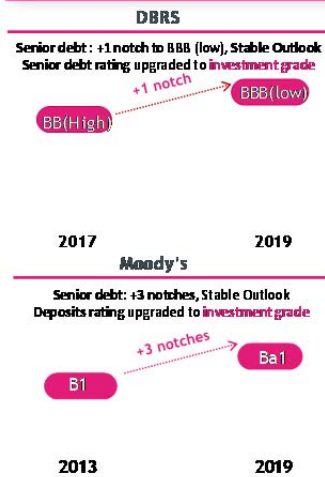 DBRS
Senior debt : +1 notch to BBB (low), Stable Outlook
Senior debt rating upgraded to investment grade
+1 notch
BBB(low)
BB(High)
2017 2019
Moody's
Senior debt: +3 notches, Stable Outlook
Deposits rating upgraded to investment grade
+3 notches
Ba1
B1
2013 2019